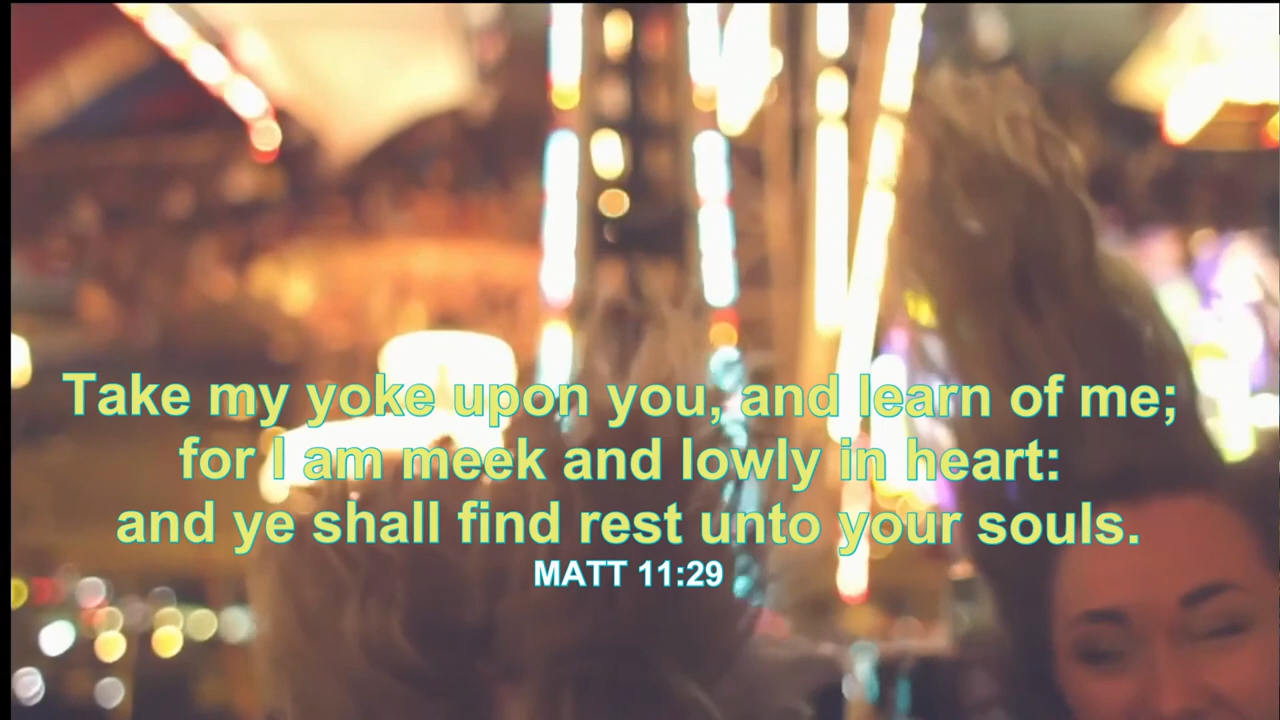 Take my yoke upon you, and learn of me;
for I am meek and lowly in heart:
and ye shall find rest unto your souls.
MATT 11:29